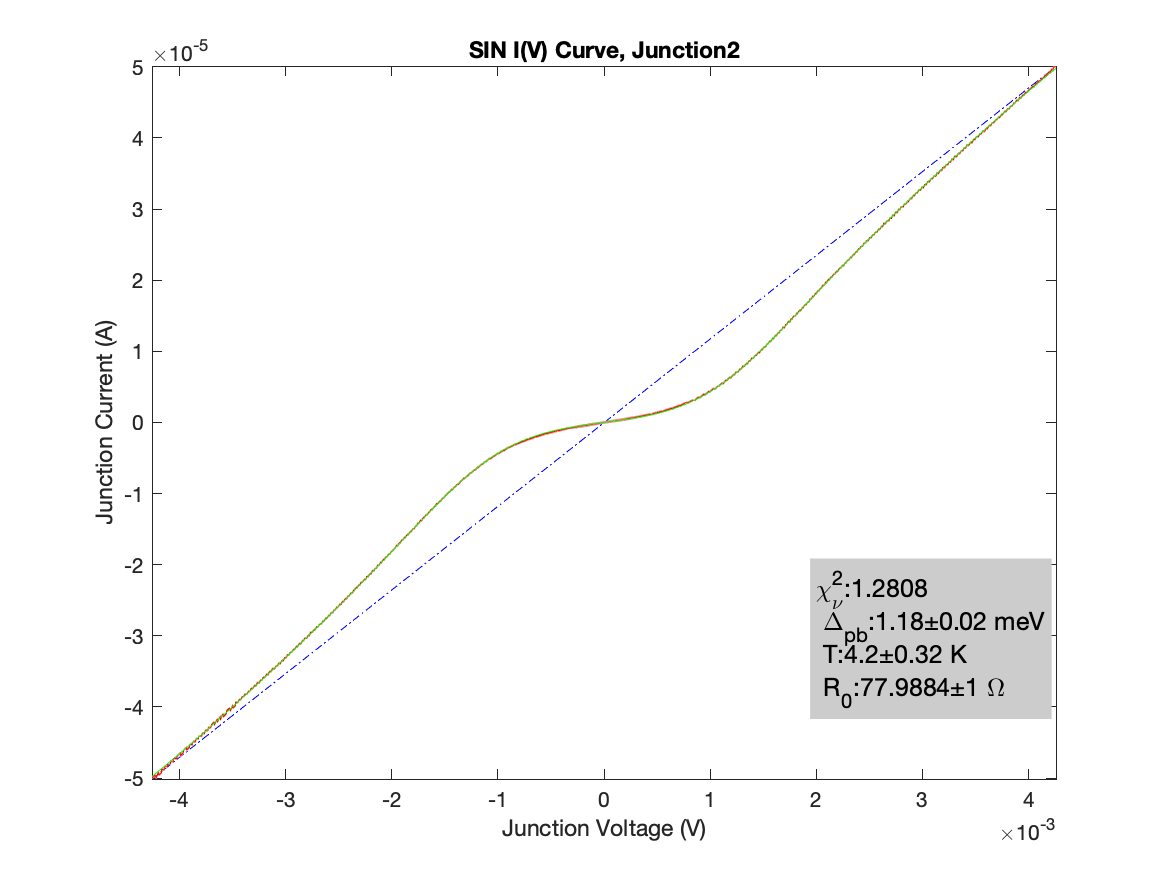 SIN I(V) Curve, Junction2
×10⁻⁵
5
4
3
2
1
0
-1
-2
-3
-4
-5
Junction Current (A)
χ²ᵥ:1.2808
Δpb:1.18±0.02 meV
T:4.2±0.32 K
R₀:77.9884±1 Ω
-4 -3 -2 -1 0 1 2 3 4
Junction Voltage (V)
×10⁻³